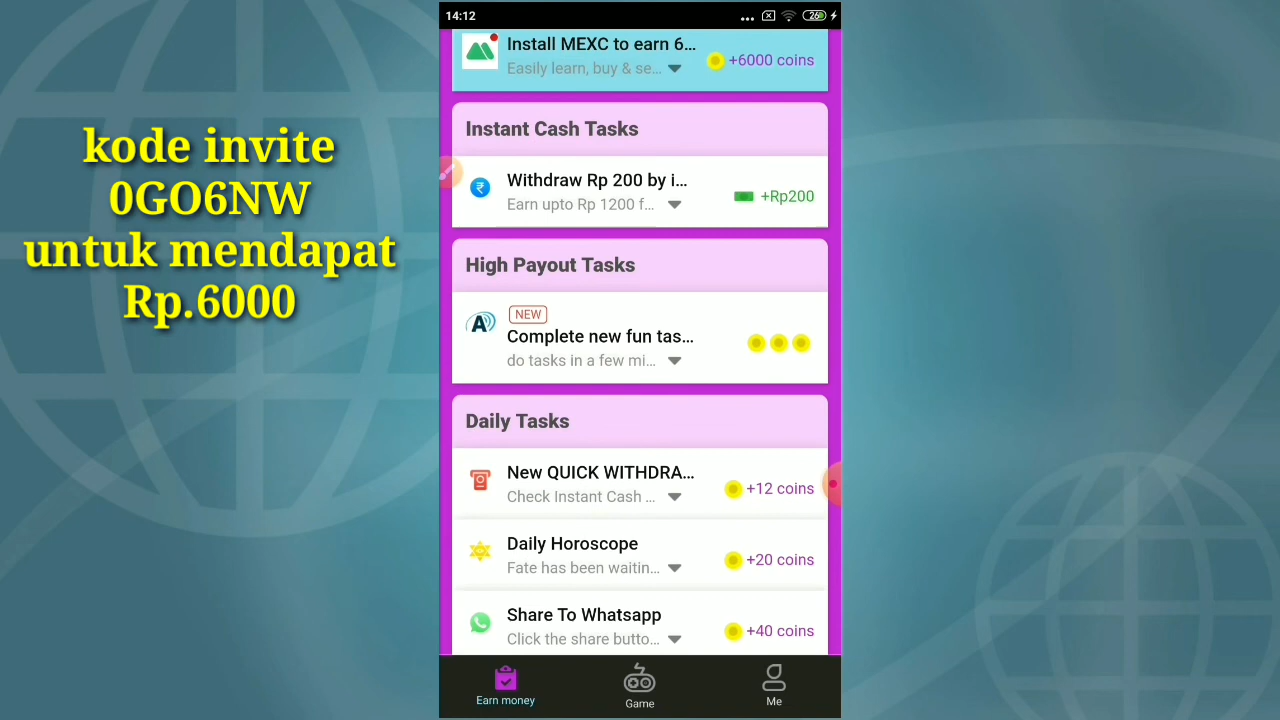 kode invite
0GO6NW
untuk mendapat
Rp.6000
14:12
26
Install MEXC to earn 6...
Easily learn, buy & se...
+6000 coins
Instant Cash Tasks
Withdraw Rp 200 by i...
Earn upto Rp 1200 f...
+Rp200
High Payout Tasks
NEW
Complete new fun tas...
do tasks in a few mi...
Daily Tasks
New QUICK WITHDRA...
Check Instant Cash ...
+12 coins
Daily Horoscope
Fate has been waitin...
+20 coins
Share To Whatsapp
Click the share butto...
+40 coins
Earn money
Game
Me